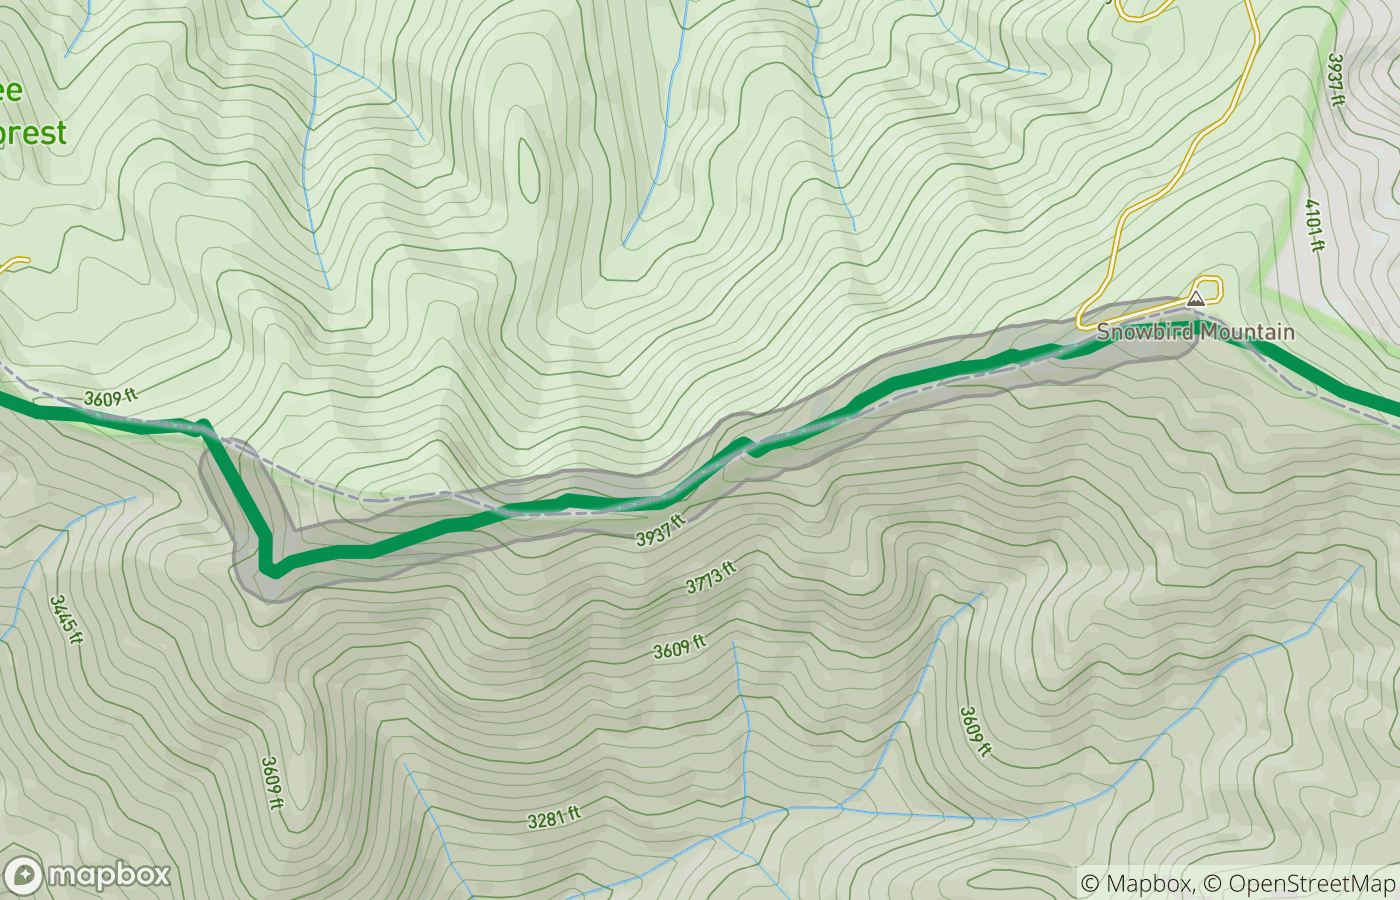 ee
orest
3937 ft
4101 ft
Snowbird Mountain
3609 ft
3937 ft
3773 ft
3445 ft
3609 ft
3609 ft
3609 ft
3281 ft
mapbox
© Mapbox, © OpenStreetMap